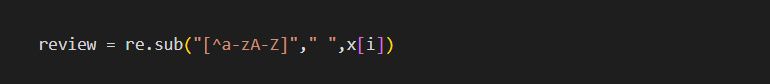 review = re.sub("[^a-zA-Z]"," ",x[i])